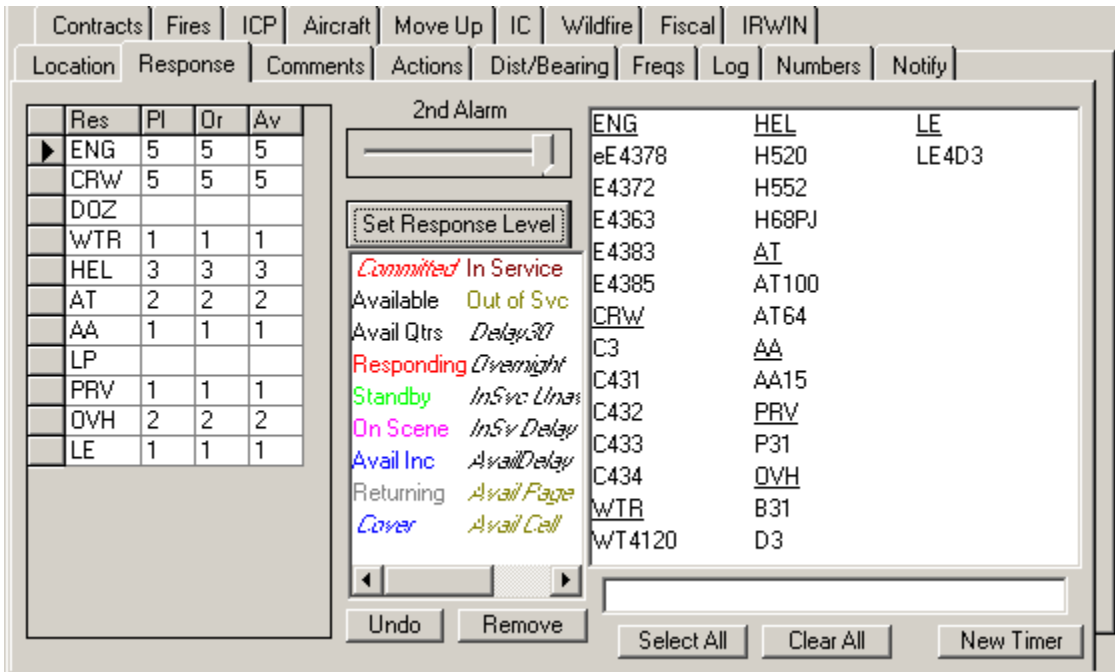 Contracts Fires ICP Aircraft Move Up IC Wildfire Fiscal IRWIN
Location Response Comments Actions Dist/Bearing Freqs Log Numbers Notify
Res Pl Or Av
ENG 5 5 5
CRW 5 5 5
DOZ
WTR 1 1 1
HEL 3 3 3
AT 2 2 2
AA 1 1 1
LP
PRV 1 1 1
OVH 2 2 2
LE 1 1 1
2nd Alarm
Set Response Level
Committed In Service
Available Out of Svc
Avail Qtrs Delay30
Responding Overnight
Standby InSvc Unav
On Scene InSv Delay
Avail Inc AvailDelay
Returning Avail Page
Cover Avail Cell
Undo Remove
ENG HEL LE
eE4378 H520 LE4D3
E4372 H552
E4363 H68PJ
E4383 AT
E4385 AT100
CRW AT64
C3 AA
C431 AA15
C432 PRV
C433 P31
C434 OVH
WTR B31
WT4120 D3
Select All Clear All New Timer